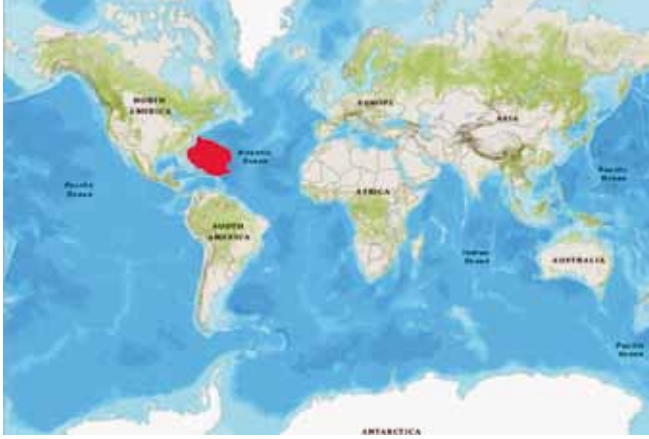 NORTH
AMERICA
EUROPE
ASIA
Atlantic
Ocean
Pacific
Ocean
Pacific
Ocean
AFRICA
SOUTH
AMERICA
Indian
Ocean
AUSTRALIA
Pacific
Ocean
ANTARCTICA